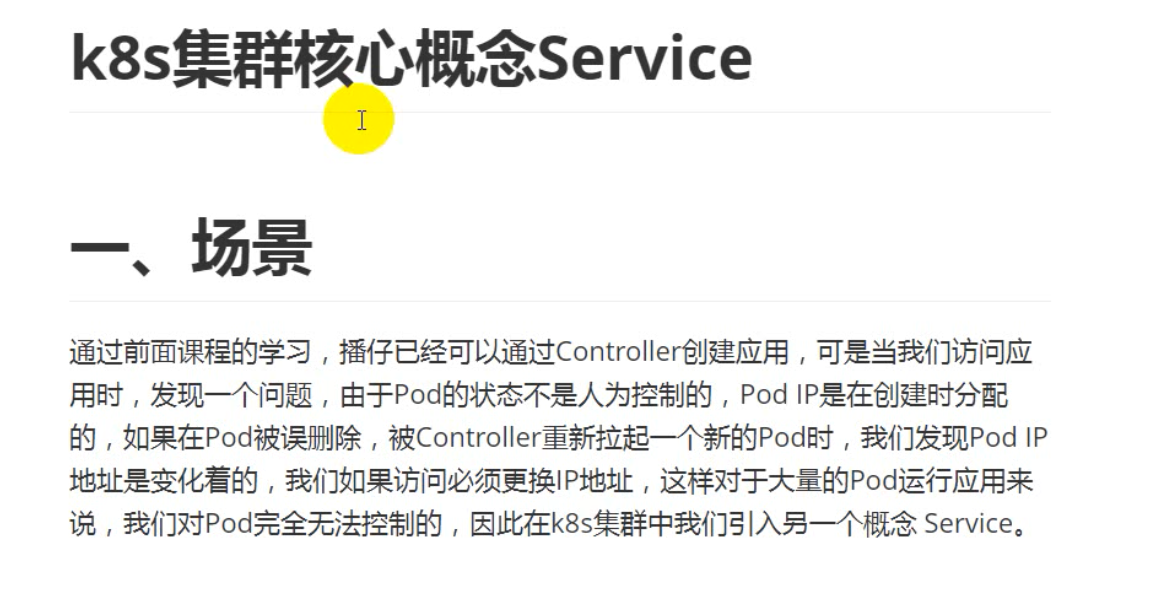 k8s集群核心概念Service
一、场景
通过前面课程的学习，播仔已经可以通过Controller创建应用，可是当我们访问应
用时，发现一个问题，由于Pod的状态不是人为控制的，Pod IP是在创建时分配
的，如果在Pod被误删除，被Controller重新拉起一个新的Pod时，我们发现Pod IP
地址是变化着的，我们如果访问必须更换IP地址，这样对于大量的Pod运行应用来
说，我们对Pod完全无法控制的，因此在k8s集群中我们引入另一个概念 Service。